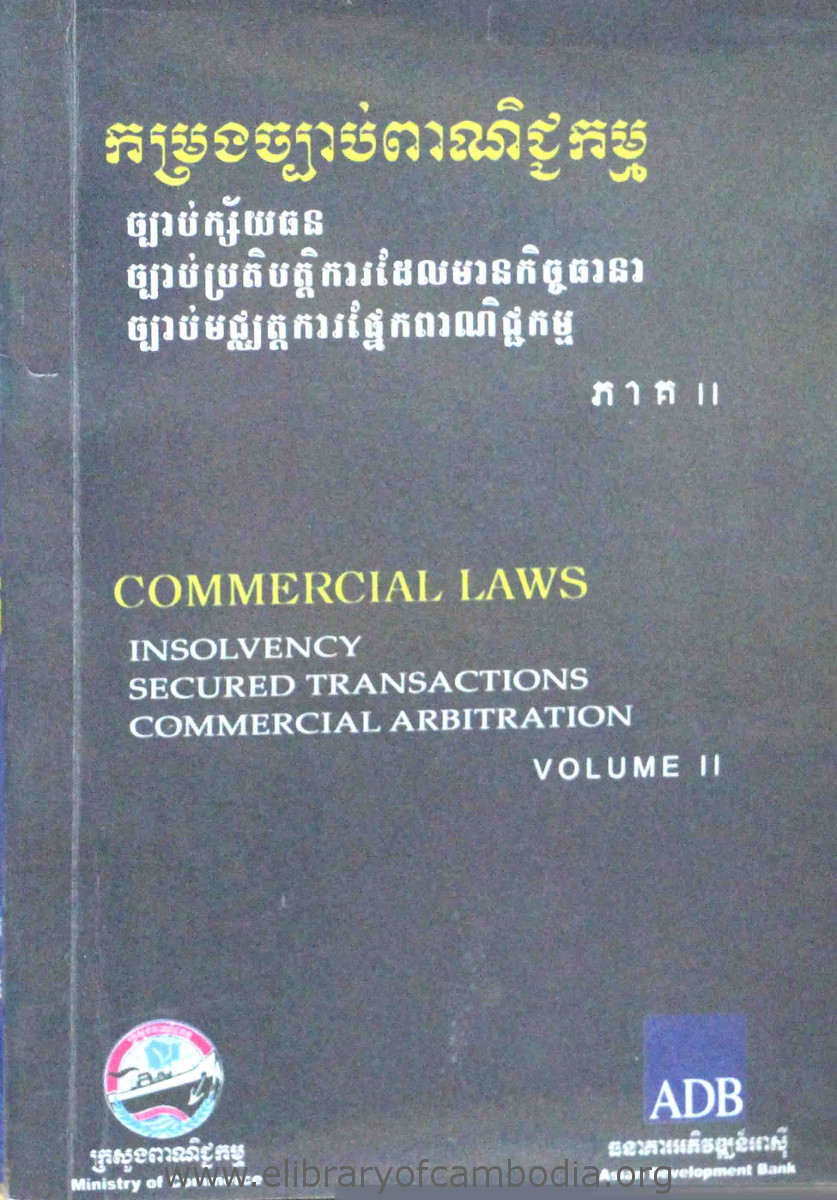 កម្រងច្បាប់ពាណិជ្ជកម្ម
ច្បាប់ក្ស័យធន
ច្បាប់ប្រតិបត្តិការដែលមានកិច្ចធានា
ច្បាប់មជ្ឈត្តការផ្នែកពាណិជ្ជកម្ម
ភាគ II
COMMERCIAL LAWS
INSOLVENCY
SECURED TRANSACTIONS
COMMERCIAL ARBITRATION
VOLUME II
ADB
ក្រសួងពាណិជ្ជកម្ម
Ministry of Commerce
ធនាគារអភិវឌ្ឍន៍អាស៊ី
Asian Development Bank
www.elibraryofcambodia.org